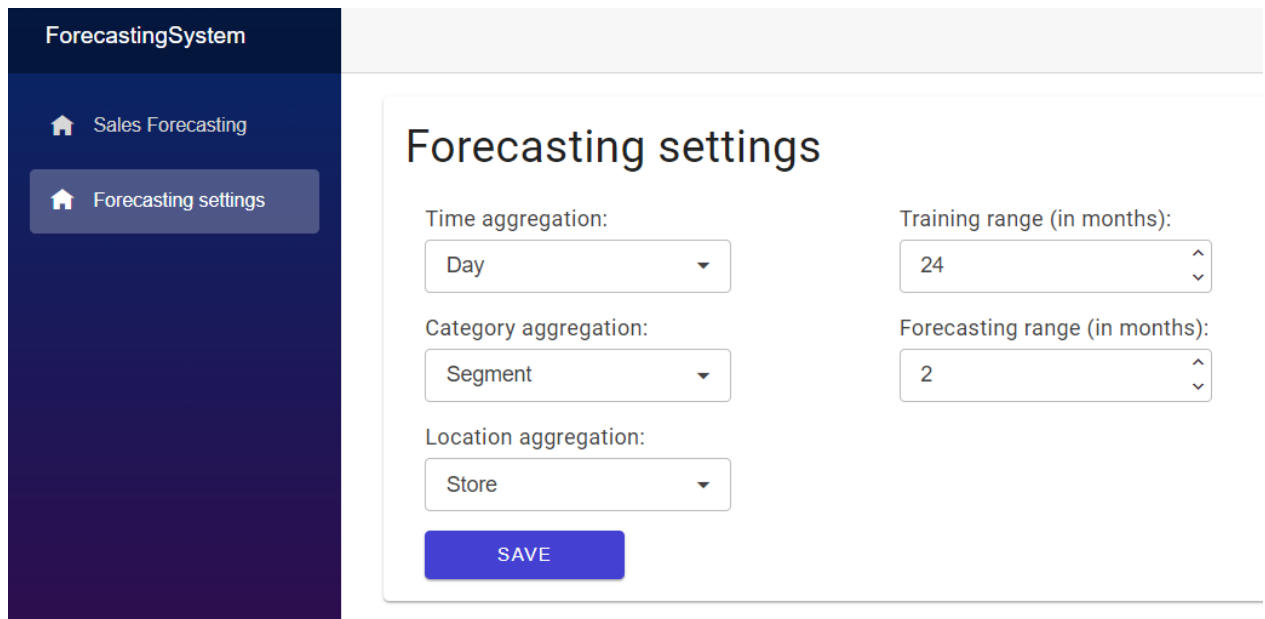 ForecastingSystem
Sales Forecasting
Forecasting settings
Forecasting settings
Time aggregation:
Day
Training range (in months):
24
Category aggregation:
Segment
Forecasting range (in months):
2
Location aggregation:
Store
SAVE